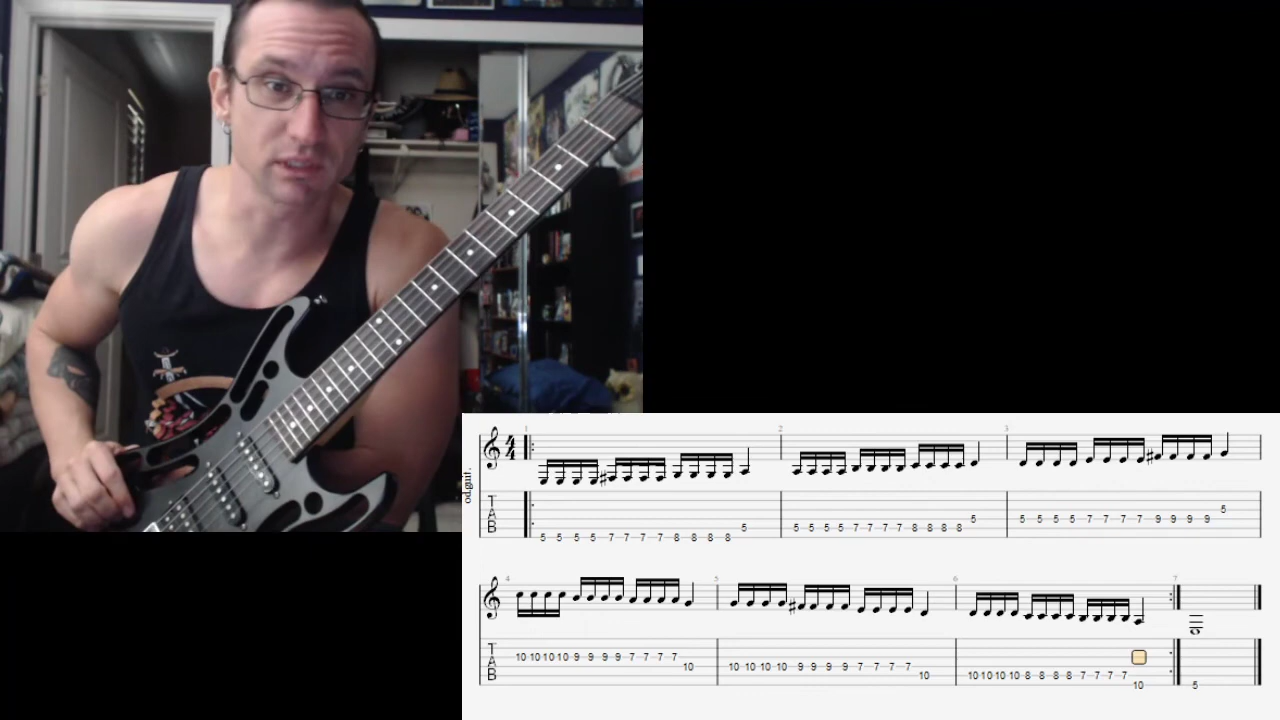 1 2 3
4
4
od.guit.
T
A
B
5
5 5 5 5 5 7 7 7 7 9 9 9 9
5 5 5 5 5 7 7 7 7 8 8 8 8
5 5 5 5 7 7 7 7 8 8 8 8
4 5 6 7
T
A
B
10 10 10 10 9 9 9 9 7 7 7 7
10 10 10 10 10 9 9 9 9 7 7 7 7
10 10 10 10 10 8 8 8 8 7 7 7 7
10 5